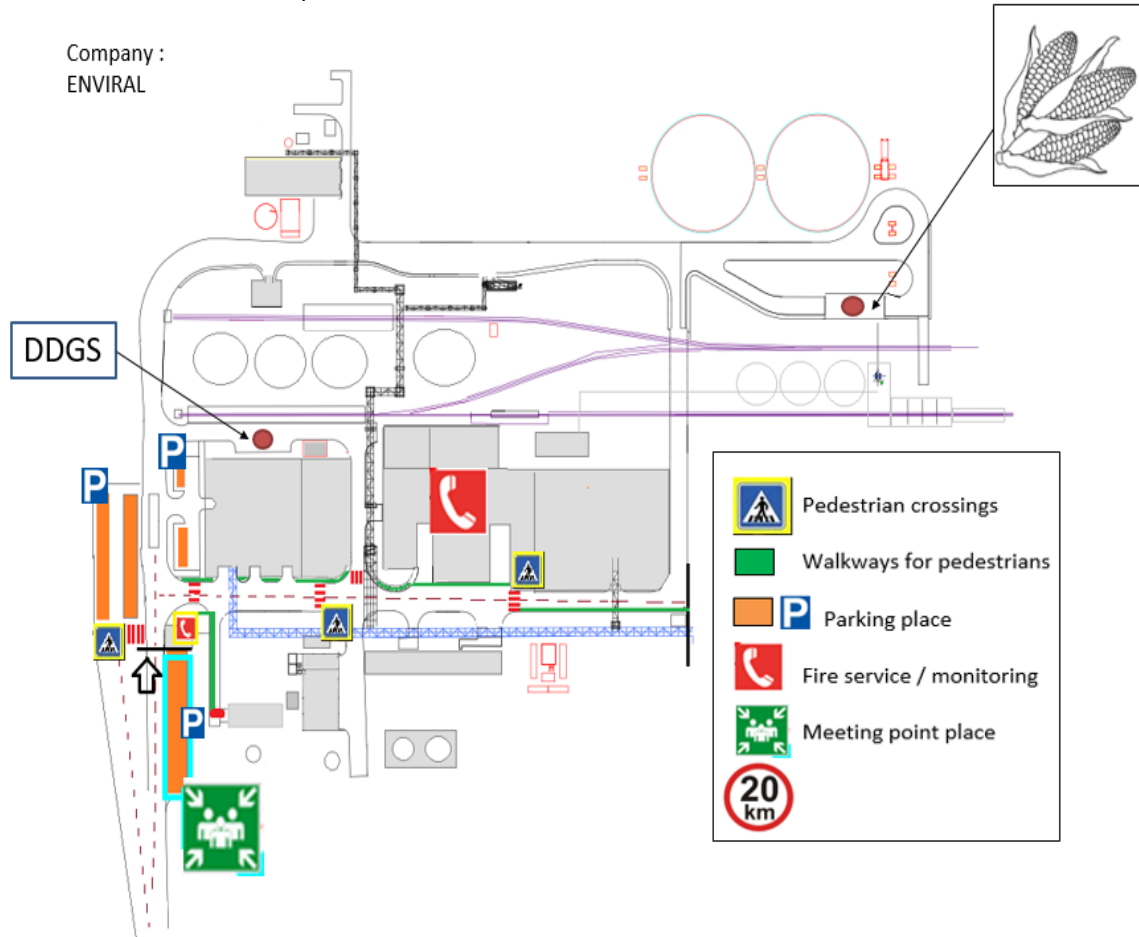 Company :
ENVIRAL
DDGS
P
P
P
Pedestrian crossings
Walkways for pedestrians
P Parking place
Fire service / monitoring
Meeting point place
20
km